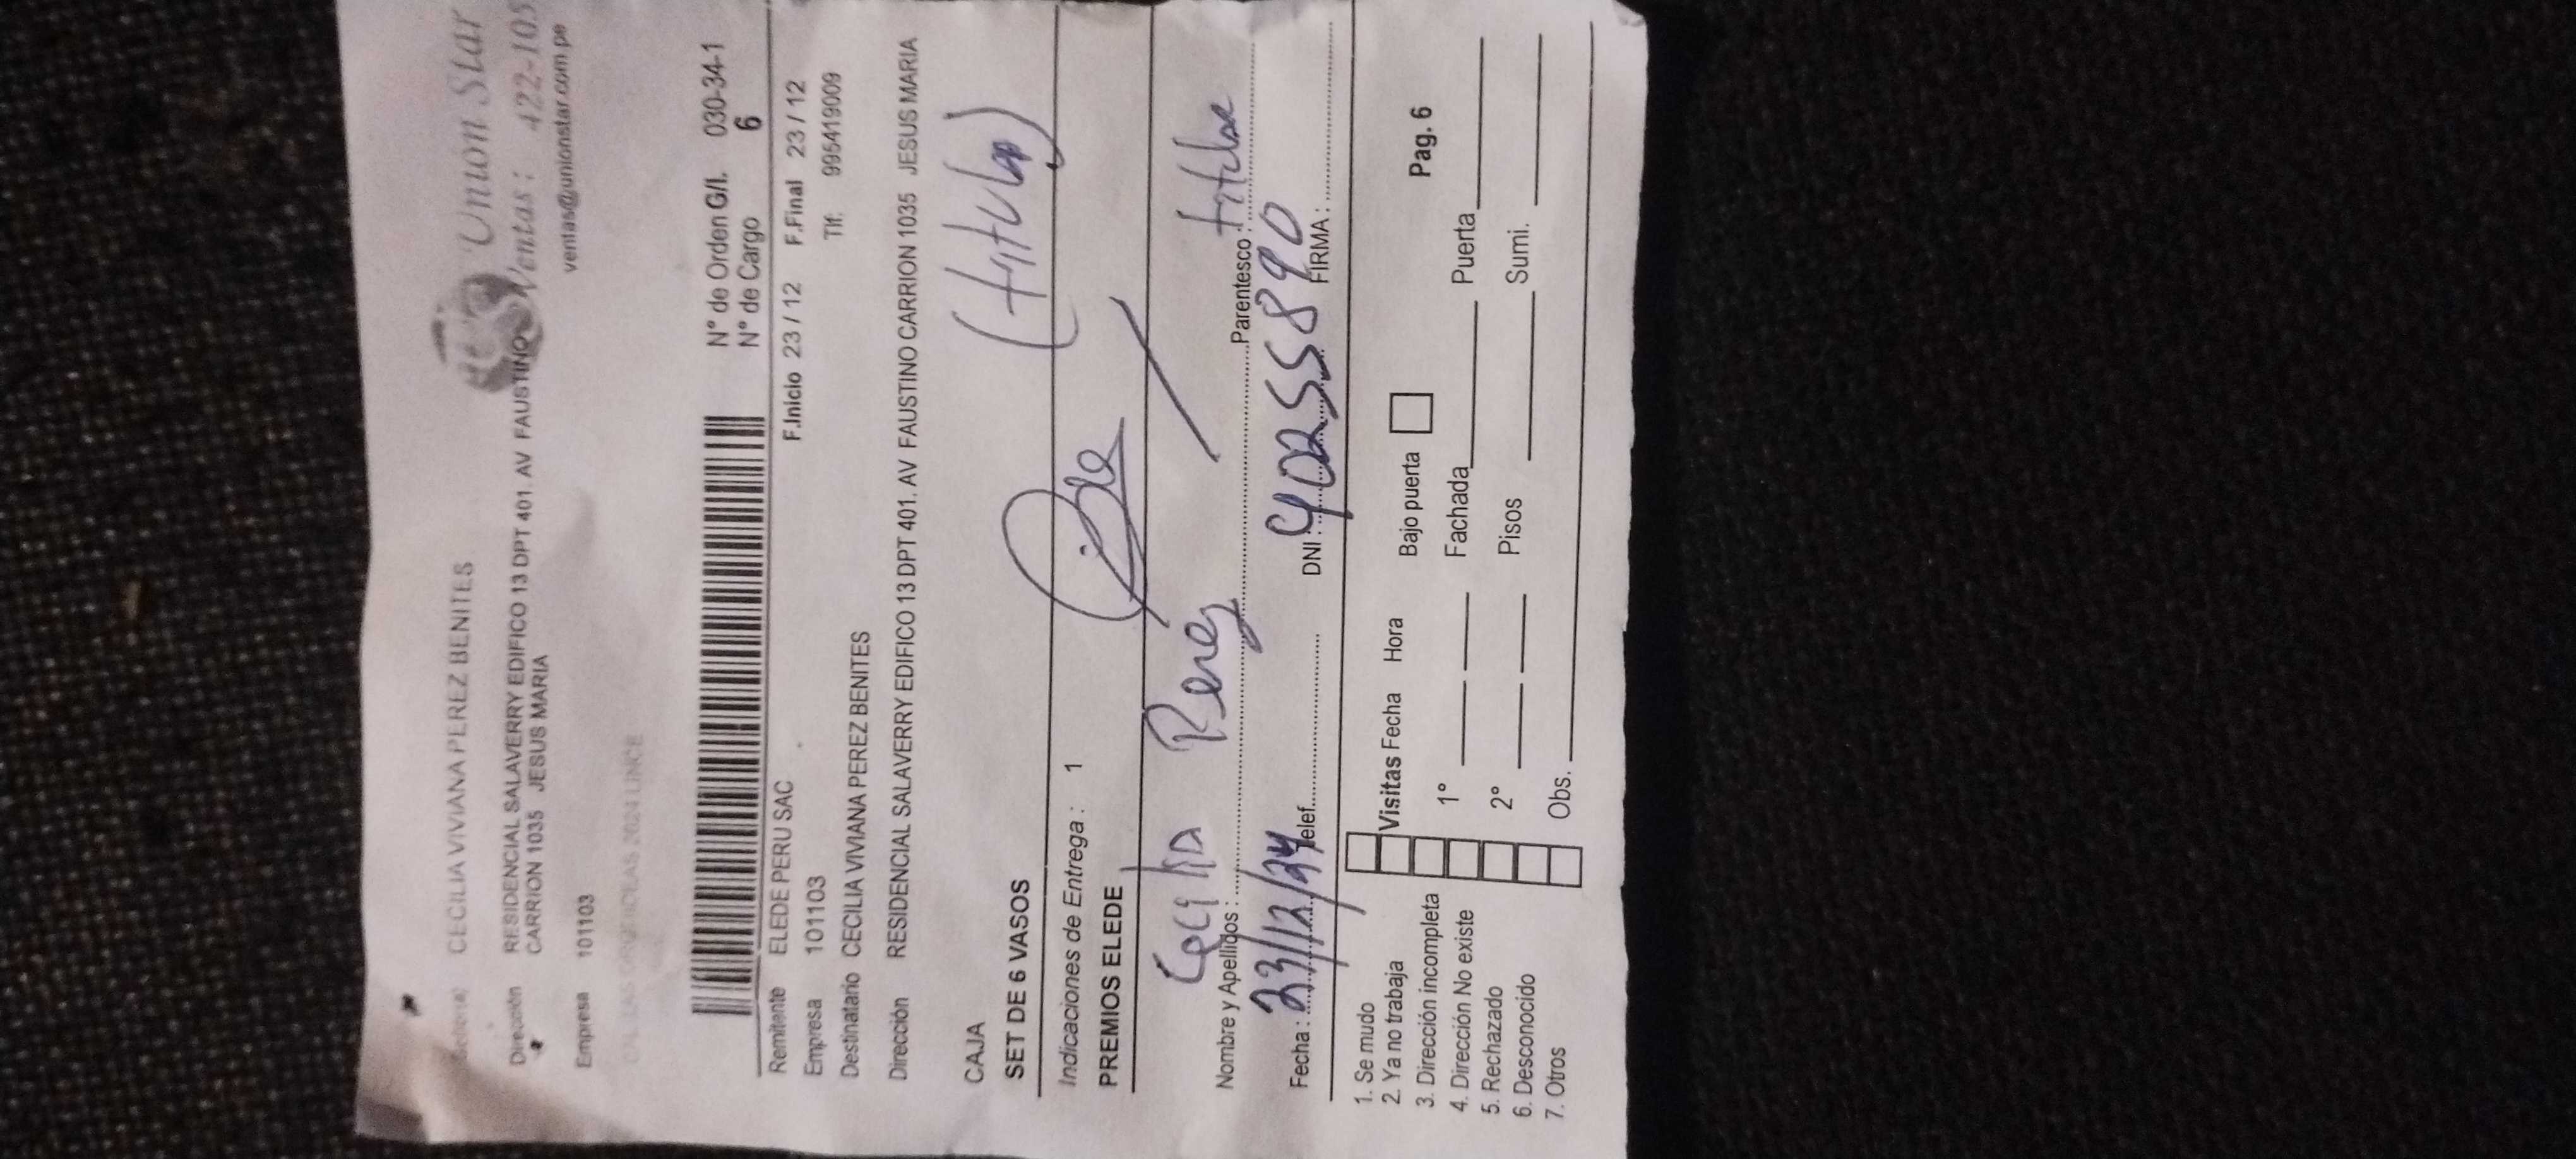 Union Star
Ventas : 422-105
ventas@unionstar.com.pe
CECILIA VIVIANA PEREZ BENITES
Dirección RESIDENCIAL SALAVERRY EDIFICO 13 DPT 401. AV FAUSTINO
CARRION 1035 JESUS MARIA
Empresa 101103
N° de Orden G/I. 030-34-1
N° de Cargo 6
Remitente ELEDE PERU SAC F.Inicio 23 / 12 F.Final 23 / 12
Empresa 101103 Tlf. 995419009
Destinatario CECILIA VIVIANA PEREZ BENITES
Dirección RESIDENCIAL SALAVERRY EDIFICO 13 DPT 401. AV FAUSTINO CARRION 1035 JESUS MARIA
CAJA
(titular)
SET DE 6 VASOS
Indicaciones de Entrega : 1
PREMIOS ELEDE
Nombre y Apellidos : Cecilia Perez Parentesco : titular
Fecha : 23/12/24 Telef. DNI : 40255890 FIRMA :
1. Se mudo
2. Ya no trabaja Visitas Fecha Hora Bajo puerta Pag. 6
3. Dirección incompleta
4. Dirección No existe 1° Fachada Puerta
5. Rechazado
6. Desconocido 2° Pisos Sumi.
7. Otros Obs.